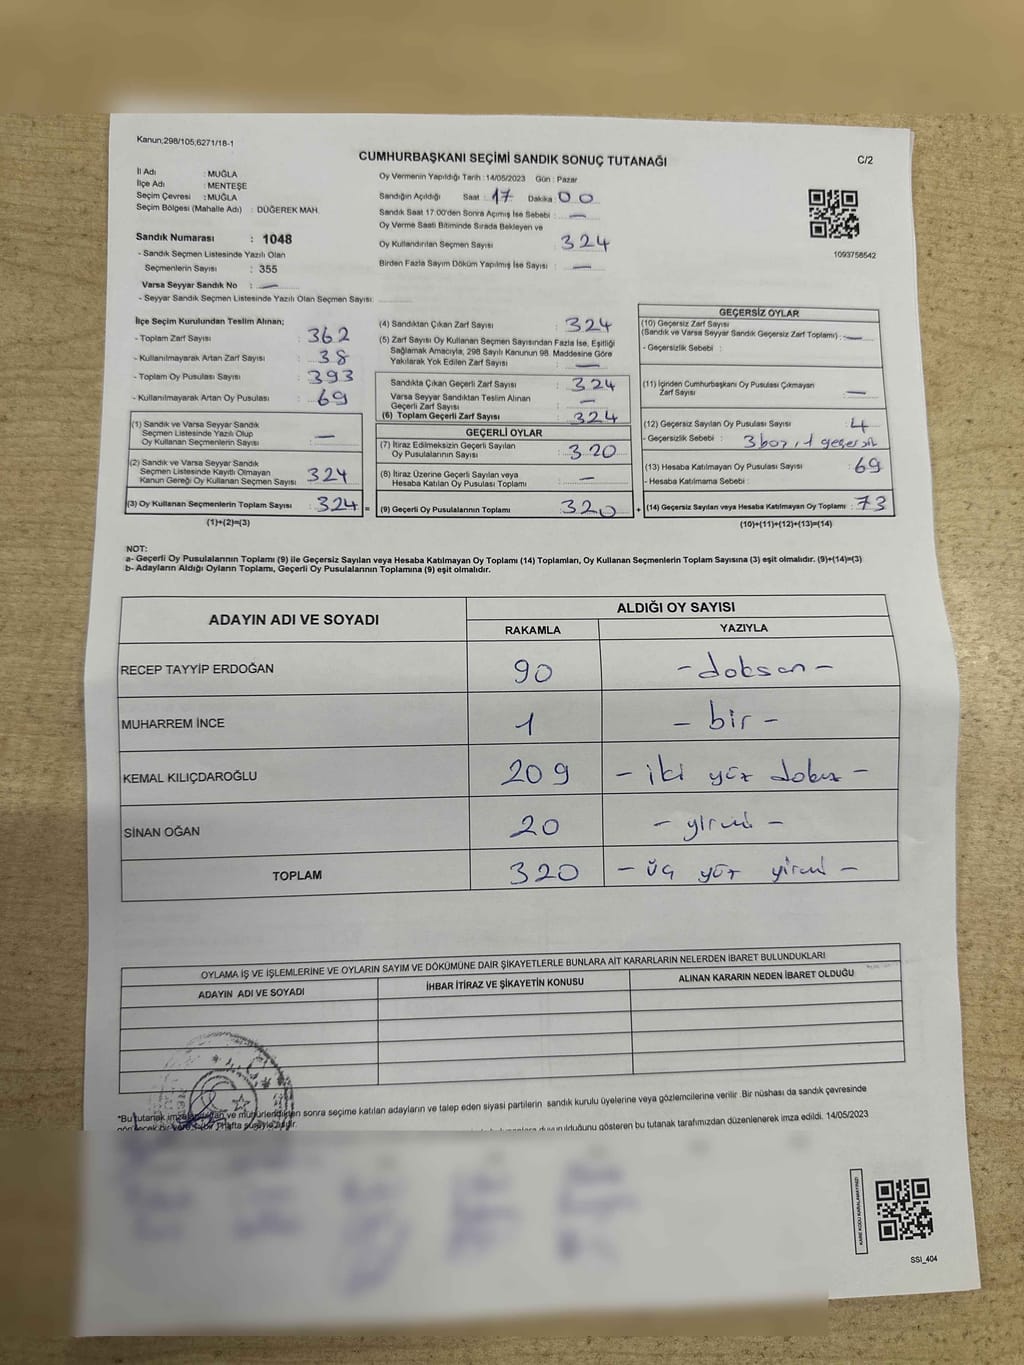 Kanun;298/105;6271/18-1
CUMHURBAŞKANI SEÇİMİ SANDIK SONUÇ TUTANAĞI
C/2
İl Adı : MUĞLA
İlçe Adı : MENTEŞE
Seçim Çevresi : MUĞLA
Seçim Bölgesi (Mahalle Adı) : DÜĞEREK MAH.
Sandık Numarası : 1048
- Sandık Seçmen Listesinde Yazılı Olan
Seçmenlerin Sayısı : 355
Varsa Seyyar Sandık No : —
- Seyyar Sandık Seçmen Listesinde Yazılı Olan Seçmen Sayısı:
Oy Vermenin Yapıldığı Tarih : 14/05/2023 Gün : Pazar
Sandığın Açıldığı Saat : 17 Dakika : 00
Sandık Saat 17:00'den Sonra Açımış İse Sebebi : —
Oy Verme Saati Bitiminde Sırada Bekleyen ve
Oy Kullandırılan Seçmen Sayısı : 324
Birden Fazla Sayım Döküm Yapılmış İse Sayısı : —
1093758542
İlçe Seçim Kurulundan Teslim Alınan;
- Toplam Zarf Sayısı : 362
- Kullanılmayarak Artan Zarf Sayısı : 38
- Toplam Oy Pusulası Sayısı : 393
- Kullanılmayarak Artan Oy Pusulası : 69
(1) Sandık ve Varsa Seyyar Sandık
Seçmen Listesinde Yazılı Olup
Oy Kullanan Seçmenlerin Sayısı : —
(2) Sandık ve Varsa Seyyar Sandık
Seçmen Listesinde Kayıtlı Olmayan
Kanun Gereği Oy Kullanan Seçmen Sayısı : 324
(3) Oy Kullanan Seçmenlerin Toplam Sayısı : 324 =
(1)+(2)=(3)
(4) Sandıktan Çıkan Zarf Sayısı : 324
(5) Zarf Sayısı Oy Kullanan Seçmen Sayısından Fazla İse, Eşitliği
Sağlamak Amacıyla, 298 Sayılı Kanunun 98. Maddesine Göre
Yakılarak Yok Edilen Zarf Sayısı : —
Sandıkta Çıkan Geçerli Zarf Sayısı : 324
Varsa Seyyar Sandıktan Teslim Alınan
Geçerli Zarf Sayısı : —
(6) Toplam Geçerli Zarf Sayısı : 324
GEÇERLİ OYLAR
(7) İtiraz Edilmeksizin Geçerli Sayılan
Oy Pusulalarının Sayısı : 320
(8) İtiraz Üzerine Geçerli Sayılan veya
Hesaba Katılan Oy Pusulası Toplamı : —
(9) Geçerli Oy Pusulalarının Toplamı : 320 +
GEÇERSİZ OYLAR
(10) Geçersiz Zarf Sayısı
(Sandık ve Varsa Seyyar Sandık Geçersiz Zarf Toplamı) : —
- Geçersizlik Sebebi :
(11) İçinden Cumhurbaşkanı Oy Pusulası Çıkmayan
Zarf Sayısı : —
(12) Geçersiz Sayılan Oy Pusulası Sayısı : 4
- Geçersizlik Sebebi : 3 boş, 1 geçersiz
(13) Hesaba Katılmayan Oy Pusulası Sayısı : 69
- Hesaba Katılmama Sebebi :
(14) Geçersiz Sayılan veya Hesaba Katılmayan Oy Toplamı : 73
(10)+(11)+(12)+(13)=(14)
NOT:
a- Geçerli Oy Pusulalarının Toplamı (9) ile Geçersiz Sayılan veya Hesaba Katılmayan Oy Toplamı (14) Toplamları, Oy Kullanan Seçmenlerin Toplam Sayısına (3) eşit olmalıdır. (9)+(14)=(3)
b- Adayların Aldığı Oyların Toplamı, Geçerli Oy Pusulalarının Toplamına (9) eşit olmalıdır.
ADAYIN ADI VE SOYADI
ALDIĞI OY SAYISI
RAKAMLA YAZIYLA
RECEP TAYYİP ERDOĞAN 90 - doksan -
MUHARREM İNCE 1 - bir -
KEMAL KILIÇDAROĞLU 209 - iki yüz dokuz -
SİNAN OĞAN 20 - yirmi -
TOPLAM 320 - üç yüz yirmi -
OYLAMA İŞ VE İŞLEMLERİNE VE OYLARIN SAYIM VE DÖKÜMÜNE DAİR ŞİKAYETLERLE BUNLARA AİT KARARLARIN NELERDEN İBARET BULUNDUKLARI
ADAYIN ADI VE SOYADI İHBAR İTİRAZ VE ŞİKAYETİN KONUSU ALINAN KARARIN NEDEN İBARET OLDUĞU
*Bu tutanak ve mühürlendikten sonra seçime katılan adayların ve talep eden siyasi partilerin sandık kurulu üyelerine veya gözlemcilerine verilir. Bir nüshası da sandık çevresinde
bir hafta süreyle asılır. duyurulduğunu gösteren bu tutanak tarafımızdan düzenlenerek imza edildi. 14/05/2023
KARE KODU KARALAMAYINIZ!
SSI_404